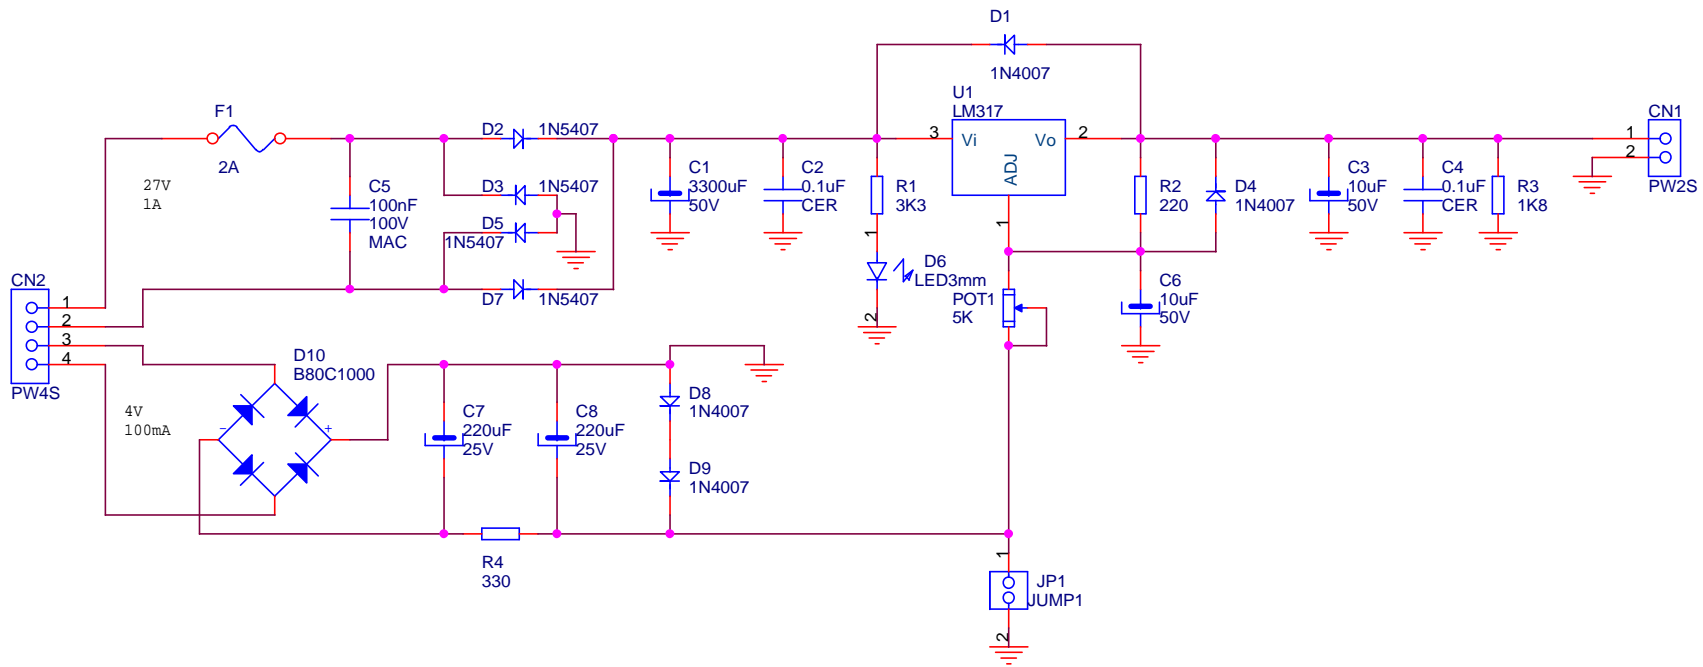 D1
1N4007
U1
LM317
3
Vi
Vo
2
ADJ
1
F1
2A
27V
1A
C5
100nF
100V
MAC
D2
1N5407
D3
1N5407
D5
1N5407
D7
1N5407
C1
3300uF
50V
C2
0.1uF
CER
R1
3K3
1
D6
LED3mm
2
POT1
5K
R2
220
D4
1N4007
C6
10uF
50V
C3
10uF
50V
C4
0.1uF
CER
R3
1K8
CN1
1
2
PW2S
CN2
1
2
3
4
PW4S
4V
100mA
D10
B80C1000
-
+
C7
220uF
25V
C8
220uF
25V
D8
1N4007
D9
1N4007
R4
330
1
JP1
JUMP1
2